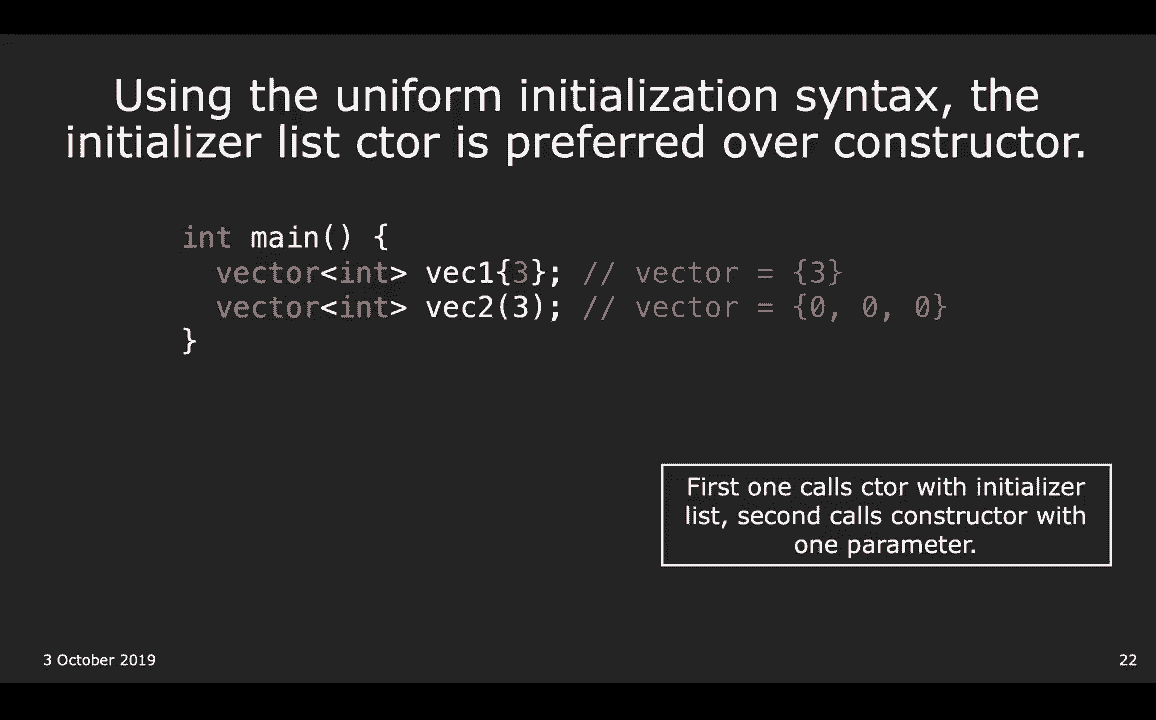 Using the uniform initialization syntax, the
initializer list ctor is preferred over constructor.
int main() {
  vector<int> vec1{3}; // vector = {3}
  vector<int> vec2(3); // vector = {0, 0, 0}
}
First one calls ctor with initializer
list, second calls constructor with
one parameter.
3 October 2019
22